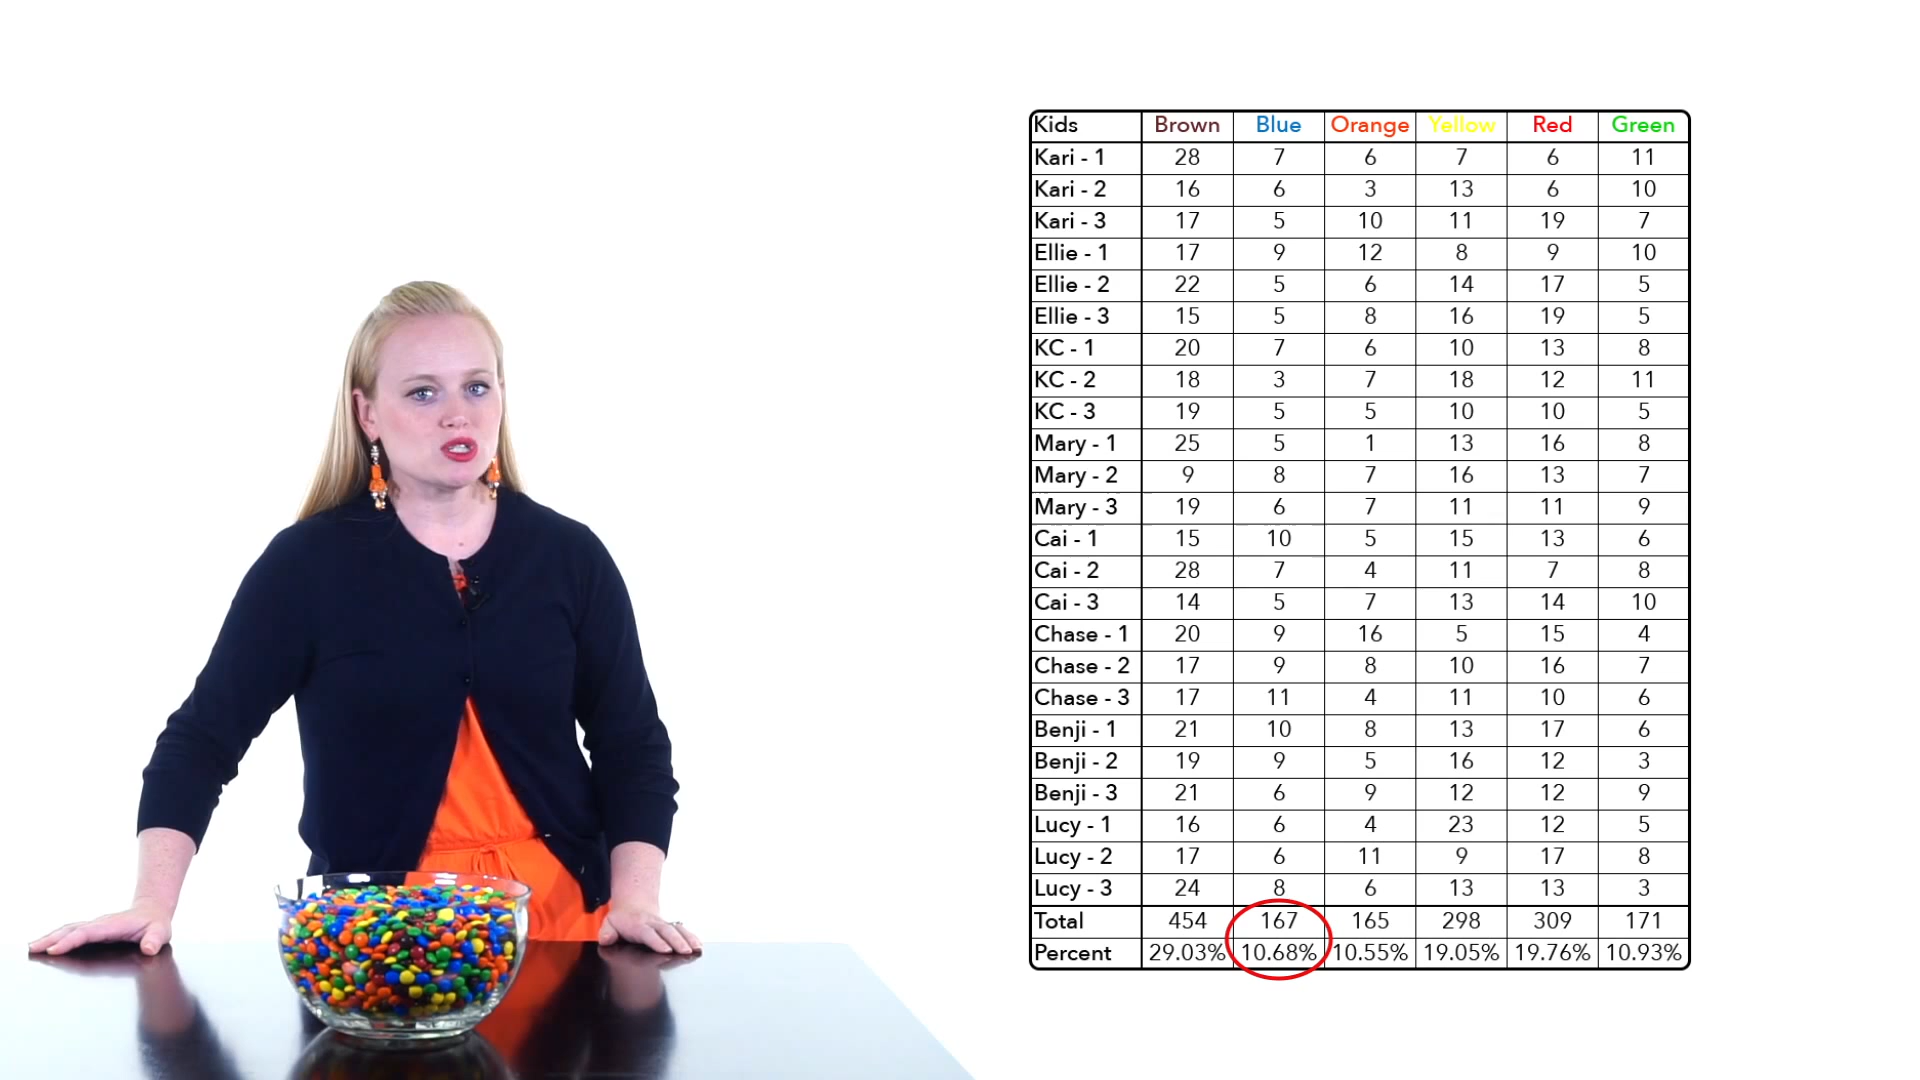 Kids Brown Blue Orange Yellow Red Green
Kari - 1 28 7 6 7 6 11
Kari - 2 16 6 3 13 6 10
Kari - 3 17 5 10 11 19 7
Ellie - 1 17 9 12 8 9 10
Ellie - 2 22 5 6 14 17 5
Ellie - 3 15 5 8 16 19 5
KC - 1 20 7 6 10 13 8
KC - 2 18 3 7 18 12 11
KC - 3 19 5 5 10 10 5
Mary - 1 25 5 1 13 16 8
Mary - 2 9 8 7 16 13 7
Mary - 3 19 6 7 11 11 9
Cai - 1 15 10 5 15 13 6
Cai - 2 28 7 4 11 7 8
Cai - 3 14 5 7 13 14 10
Chase - 1 20 9 16 5 15 4
Chase - 2 17 9 8 10 16 7
Chase - 3 17 11 4 11 10 6
Benji - 1 21 10 8 13 17 6
Benji - 2 19 9 5 16 12 3
Benji - 3 21 6 9 12 12 9
Lucy - 1 16 6 4 23 12 5
Lucy - 2 17 6 11 9 17 8
Lucy - 3 24 8 6 13 13 3
Total 454 167 165 298 309 171
Percent 29.03% 10.68% 10.55% 19.05% 19.76% 10.93%